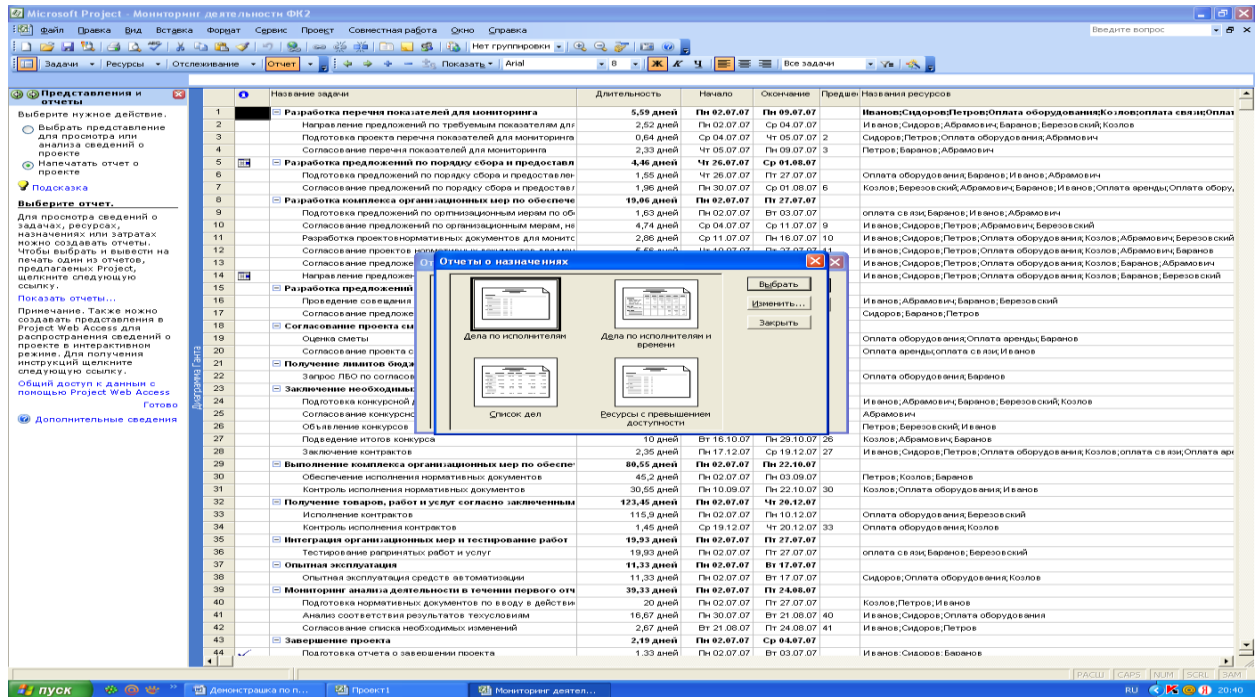 Microsoft Project - Мониторинг деятельности ФК2
Файл Правка Вид Вставка Формат Сервис Проект Совместная работа Окно Справка
Введите вопрос
Нет группировки
Задачи Ресурсы Отслеживание Отчет Показать Arial 8 Ж К Ч Все задачи
Представления и отчеты
Выберите нужное действие.
Выбрать представление
для просмотра или
анализа сведений о
проекте
Напечатать отчет о
проекте
Подсказка
Выберите отчет.
Для просмотра сведений о
задачах, ресурсах,
назначениях или затратах
можно создавать отчеты.
Чтобы выбрать и вывести на
печать один из отчетов,
предлагаемых Project,
щелкните следующую
ссылку.
Показать отчеты...
Примечание. Также можно
создавать представления в
Project Web Access для
распространения сведений о
проекте в интерактивном
режиме. Для получения
инструкций щелкните
следующую ссылку.
Общий доступ к данным с
помощью Project Web Access
Готово
Дополнительные сведения
Диаграмма Ганта
Название задачи Длительность Начало Окончание Предшес Названия ресурсов
1 Разработка перечня показателей для мониторинга 5,59 дней Пн 02.07.07 Пн 09.07.07 Иванов;Сидоров;Петров;Оплата оборудования;Козлов;оплата связи;Оплат
2 Направление предложений по требуемым показателям для 2,52 дней Пн 02.07.07 Ср 04.07.07 Иванов;Сидоров;Абрамович;Баранов;Березовский;Козлов
3 Подготовка проекта перечня показателей для мониторинга 0,64 дней Ср 04.07.07 Чт 05.07.07 2 Сидоров;Петров;Оплата оборудования;Абрамович
4 Согласование перечня показателей для мониторинга 2,33 дней Чт 05.07.07 Пн 09.07.07 3 Петров;Баранов;Абрамович
5 Разработка предложений по порядку сбора и предоставл 4,46 дней Чт 26.07.07 Ср 01.08.07
6 Подготовка предложений по порядку сбора и предоставлен 1,55 дней Чт 26.07.07 Пт 27.07.07 Оплата оборудования;Баранов;Иванов;Абрамович
7 Согласование предложений по порядку сбора и предоставл 1,96 дней Пн 30.07.07 Ср 01.08.07 6 Козлов;Березовский;Абрамович;Баранов;Иванов;Оплата аренды;Оплата обору,
8 Разработка комплекса организационных мер по обеспече 19,06 дней Пн 02.07.07 Пт 27.07.07
9 Подготовка предложений по оргпнизационным мерам по об 1,63 дней Пн 02.07.07 Вт 03.07.07 оплата связи;Баранов;Иванов;Абрамович
10 Согласование предложений по организационным мерам, не 4,74 дней Ср 04.07.07 Ср 11.07.07 9 Иванов;Сидоров;Петров;Абрамович;Березовский
11 Разработка проектовнормативных документов для монито 2,86 дней Ср 11.07.07 Пн 16.07.07 10 Иванов;Сидоров;Петров;Оплата оборудования;Козлов;Абрамович;Березовский
12 Согласование проектов нормативных документов для мон 11 Иванов;Сидоров;Петров;Оплата оборудования;Козлов;Абрамович;Баранов
13 Согласование предложе Иванов;Сидоров;Петров;Оплата оборудования;Козлов;Баранов;Абрамович
14 Направление предложен Иванов;Сидоров;Петров;Оплата оборудования;Козлов;Баранов;Березовский
15 Разработка предложений
16 Проведение совещания Иванов;Абрамович;Баранов;Березовский
17 Согласование предложе Сидоров;Баранов;Петров
18 Согласование проекта см
19 Оценка сметы Оплата оборудования;Оплата аренды;Баранов
20 Согласование проекта с Оплата аренды;оплата связи;Иванов
21 Получение лимитов бюдж
22 Запрос ЛБО по согласов Оплата оборудования;Баранов
23 Заключение необходимых
24 Подготовка конкурсной Иванов;Абрамович;Баранов;Березовский;Козлов
25 Согласование конкурсно Абрамович
26 Объявление конкурсов Петров;Березовский;Иванов
27 Подведение итогов конкурса 10 дней Вт 16.10.07 Пн 29.10.07 26 Козлов;Абрамович;Баранов
28 Заключение контрактов 2,35 дней Пн 17.12.07 Ср 19.12.07 27 Иванов;Сидоров;Петров;Оплата оборудования;Козлов;оплата связи;Оплата аре
29 Выполнение комплекса организационных мер по обеспе 80,55 дней Пн 02.07.07 Пн 22.10.07
30 Обеспечение исполнения нормативных документов 45,2 дней Пн 02.07.07 Пн 03.09.07 Петров;Козлов;Баранов
31 Контроль исполнения нормативных документов 30,55 дней Пн 10.09.07 Пн 22.10.07 30 Козлов;Оплата оборудования;Иванов
32 Получение товаров, работ и услуг согласно заключенным 123,45 дней Пн 02.07.07 Чт 20.12.07
33 Исполнение контрактов 115,9 дней Пн 02.07.07 Пн 10.12.07 Оплата оборудования;Березовский
34 Контроль исполнения контрактов 1,45 дней Ср 19.12.07 Чт 20.12.07 33 Оплата оборудования;Козлов
35 Интеграция организационных мер и тестирование работ 19,93 дней Пн 02.07.07 Пт 27.07.07
36 Тестирование рапринятых работ и услуг 19,93 дней Пн 02.07.07 Пт 27.07.07 оплата связи;Баранов;Березовский
37 Опытная эксплуатация 11,33 дней Пн 02.07.07 Вт 17.07.07
38 Опытная эксплуатация средств автоматизации 11,33 дней Пн 02.07.07 Вт 17.07.07 Сидоров;Оплата оборудования;Козлов
39 Мониторинг анализа деятельности в течении первого отч 39,33 дней Пн 02.07.07 Пт 24.08.07
40 Подготовка нормативных документов по вводу в действи 20 дней Пн 02.07.07 Пт 27.07.07 Козлов;Петров;Иванов
41 Анализ соответствия результатов техусловиям 16,67 дней Пн 30.07.07 Вт 21.08.07 40 Иванов;Сидоров;Оплата оборудования
42 Согласование списка необходимых изменений 2,67 дней Вт 21.08.07 Пт 24.08.07 41 Иванов;Сидоров;Петров
43 Завершение проекта 2,19 дней Пн 02.07.07 Ср 04.07.07
44 Подготовка отчета о завершении проекта 1,33 дней Пн 02.07.07 Вт 03.07.07 Иванов;Сидоров;Баранов
От
Отчеты о назначениях
Дела по исполнителям
Дела по исполнителям и
времени
Список дел
Ресурсы с превышением
доступности
Выбрать
Изменить...
Закрыть
РАСШ CAPS NUM SCRL ЗАМ
пуск Демонстрашка по п... Проект1 Мониторинг деятел... RU 20:40